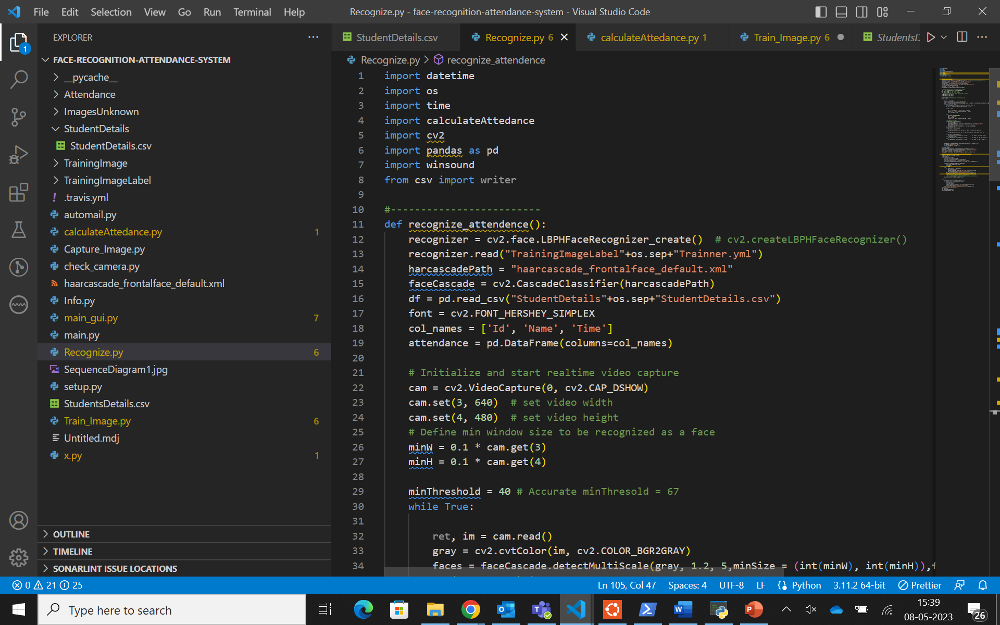 File Edit Selection View Go Run Terminal Help
Recognize.py - face-recognition-attendance-system - Visual Studio Code
EXPLORER
1
FACE-RECOGNITION-ATTENDANCE-SYSTEM
__pycache__
Attendance
ImagesUnknown
StudentDetails
StudentDetails.csv
TrainingImage
TrainingImageLabel
.travis.yml
automail.py
calculateAttedance.py 1
Capture_Image.py
check_camera.py
haarcascade_frontalface_default.xml
Info.py
main_gui.py 7
main.py
Recognize.py 6
SequenceDiagram1.jpg
setup.py
StudentsDetails.csv
Train_Image.py 6
Untitled.mdj
x.py 1
OUTLINE
TIMELINE
SONARLINT ISSUE LOCATIONS
StudentDetails.csv Recognize.py 6 calculateAttedance.py 1 Train_Image.py 6 StudentsD
Recognize.py > recognize_attendence
1 import datetime
2 import os
3 import time
4 import calculateAttedance
5 import cv2
6 import pandas as pd
7 import winsound
8 from csv import writer
9
10 #-------------------------
11 def recognize_attendence():
12 recognizer = cv2.face.LBPHFaceRecognizer_create()  # cv2.createLBPHFaceRecognizer()
13 recognizer.read("TrainingImageLabel"+os.sep+"Trainner.yml")
14 harcascadePath = "haarcascade_frontalface_default.xml"
15 faceCascade = cv2.CascadeClassifier(harcascadePath)
16 df = pd.read_csv("StudentDetails"+os.sep+"StudentDetails.csv")
17 font = cv2.FONT_HERSHEY_SIMPLEX
18 col_names = ['Id', 'Name', 'Time']
19 attendance = pd.DataFrame(columns=col_names)
20
21 # Initialize and start realtime video capture
22 cam = cv2.VideoCapture(0, cv2.CAP_DSHOW)
23 cam.set(3, 640)  # set video width
24 cam.set(4, 480)  # set video height
25 # Define min window size to be recognized as a face
26 minW = 0.1 * cam.get(3)
27 minH = 0.1 * cam.get(4)
28
29 minThreshold = 40 # Accurate minThresold = 67
30 while True:
31
32 ret, im = cam.read()
33 gray = cv2.cvtColor(im, cv2.COLOR_BGR2GRAY)
34 faces = faceCascade.detectMultiScale(gray, 1.2, 5,minSize = (int(minW), int(minH)),f
0 21 25
Ln 105, Col 47 Spaces: 4 UTF-8 LF Python 3.11.2 64-bit Prettier
Type here to search
15:39
08-05-2023
26